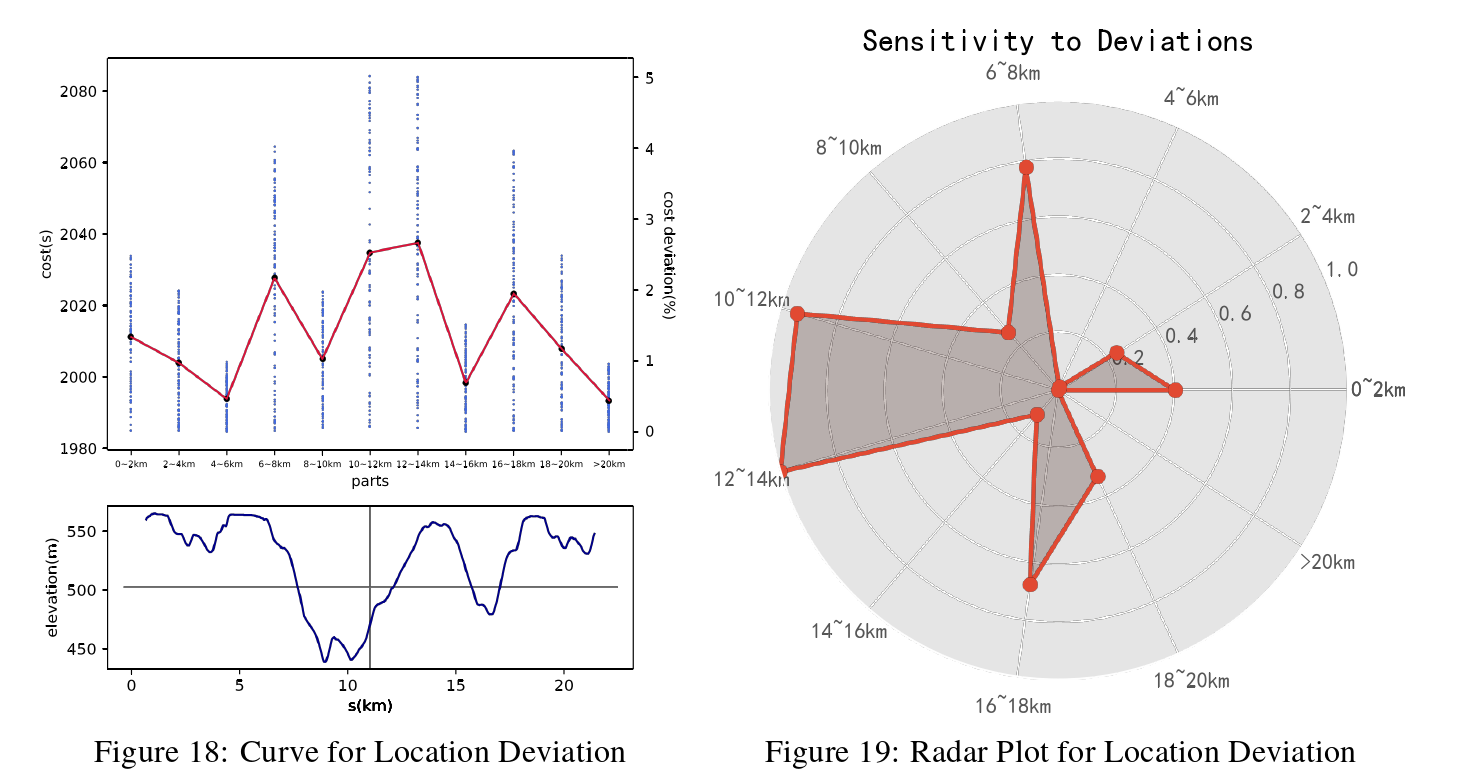 2080
2060
2040
2020
2000
1980
cost(s)
5
4
3
2
1
0
cost deviation(%)
0~2km 2~4km 4~6km 6~8km 8~10km 10~12km 12~14km 14~16km 16~18km 18~20km >20km
parts
550
500
450
elevation(m)
0 5 10 15 20
s(km)
Figure 18: Curve for Location Deviation
Sensitivity to Deviations
6~8km
4~6km
8~10km
2~4km
1.0
0.8
10~12km
0.6
0.4
0.2
0~2km
12~14km
>20km
14~16km
18~20km
16~18km
Figure 19: Radar Plot for Location Deviation